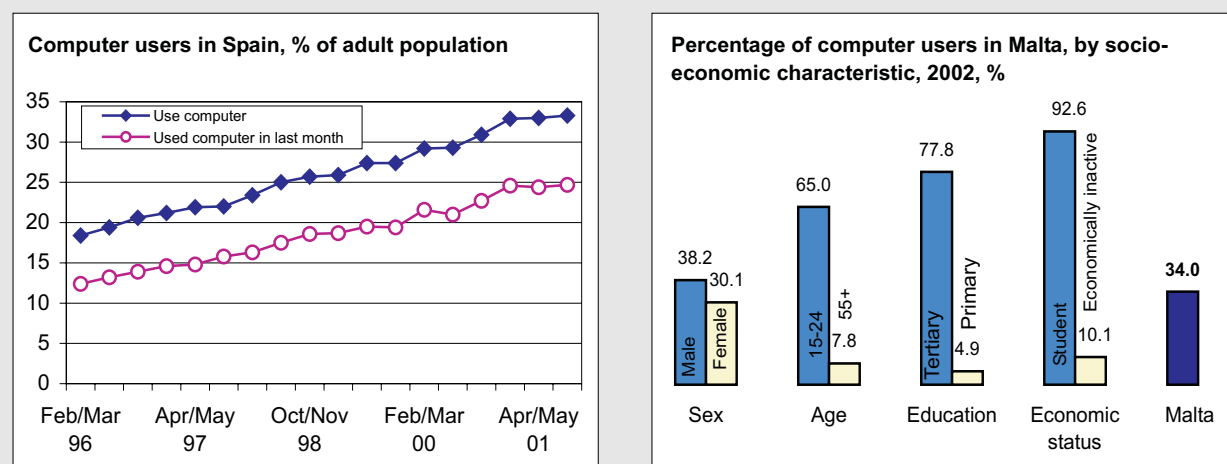 Computer users in Spain, % of adult population
35
30
25
20
15
10
5
0
Use computer
Used computer in last month
Feb/Mar Apr/May Oct/Nov Feb/Mar Apr/May
96 97 98 00 01
Percentage of computer users in Malta, by socio-
economic characteristic, 2002, %
38.2
30.1
65.0
7.8
77.8
4.9
92.6
10.1
34.0
Male
Female
15-24
55+
Tertiary
Primary
Student
Economically inactive
Sex Age Education Economic Malta
status